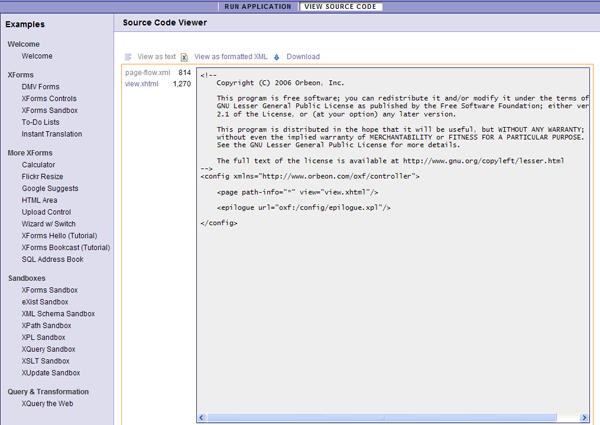 RUN APPLICATION
VIEW SOURCE CODE
Examples
Welcome
Welcome
XForms
DMV Forms
XForms Controls
XForms Sandbox
To-Do Lists
Instant Translation
More XForms
Calculator
Flickr Resize
Google Suggests
HTML Area
Upload Control
Wizard w/ Switch
XForms Hello (Tutorial)
XForms Bookcast (Tutorial)
SQL Address Book
Sandboxes
XForms Sandbox
eXist Sandbox
XML Schema Sandbox
XPath Sandbox
XPL Sandbox
XQuery Sandbox
XSLT Sandbox
XUpdate Sandbox
Query & Transformation
XQuery the Web
Source Code Viewer
View as text View as formatted XML Download
page-flow.xml 814
view.xhtml 1,270
<!--
Copyright (C) 2006 Orbeon, Inc.
This program is free software; you can redistribute it and/or modify it under the terms of
GNU Lesser General Public License as published by the Free Software Foundation; either ver
2.1 of the License, or (at your option) any later version.
This program is distributed in the hope that it will be useful, but WITHOUT ANY WARRANTY;
without even the implied warranty of MERCHANTABILITY or FITNESS FOR A PARTICULAR PURPOSE.
See the GNU Lesser General Public License for more details.
The full text of the license is available at http://www.gnu.org/copyleft/lesser.html
-->
<config xmlns="http://www.orbeon.com/oxf/controller">
<page path-info="*" view="view.xhtml"/>
<epilogue url="oxf:/config/epilogue.xpl"/>
</config>